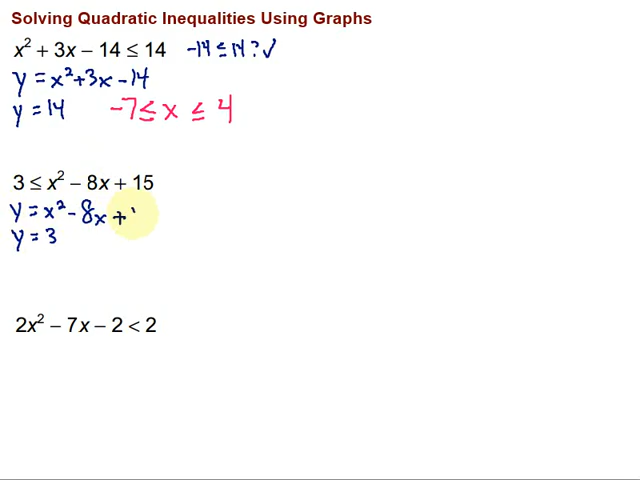 Solving Quadratic Inequalities Using Graphs
x² + 3x − 14 ≤ 14 -14 ≤ 14 ? ✓
y = x² + 3x - 14
y = 14 -7 ≤ x ≤ 4
3 ≤ x² − 8x + 15
y = x² - 8x +
y = 3
2x² − 7x − 2 < 2